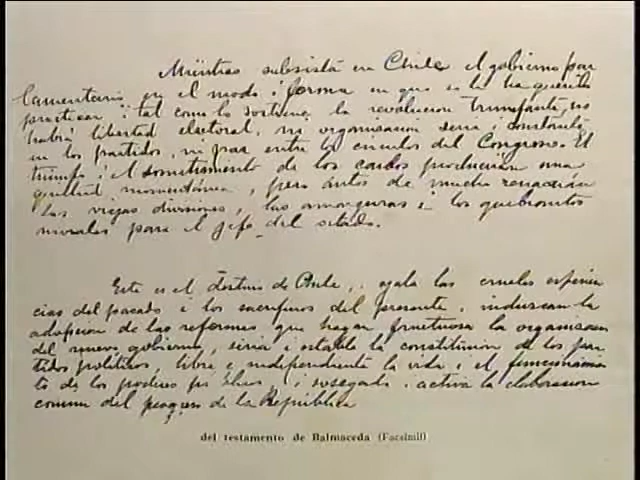 Mientras subsista en Chile el gobierno par
lamentario en el modo i forma en que se le ha querido
practicar i tal como lo sostiene la revolucion triunfante, no
habrá libertad electoral, ni organizacion seria i constante
en los partidos, ni paz entre los circulos del Congreso. El
triunfo i el sometimiento de los caidos producirán una
quietud momentánea, pero antes de mucho renacerán
las viejas divisiones, las amarguras i los quebrantos
morales para el jefe del estado.
Este es el destino de Chile, ojala las crueles esperien
cias del pasado i los sacrificios del presente, induzcan la
adopcion de las reformas que hagan fructuosa la organizacion
del nuevo gobierno, seria i estable la constitucion de los par
tidos politicos, libre e independiente la vida i el funcionamien
to de los poderes i sosegada i activa la elaboracion
comun del progreso de la República
del testamento de Balmaceda (Facsímil)